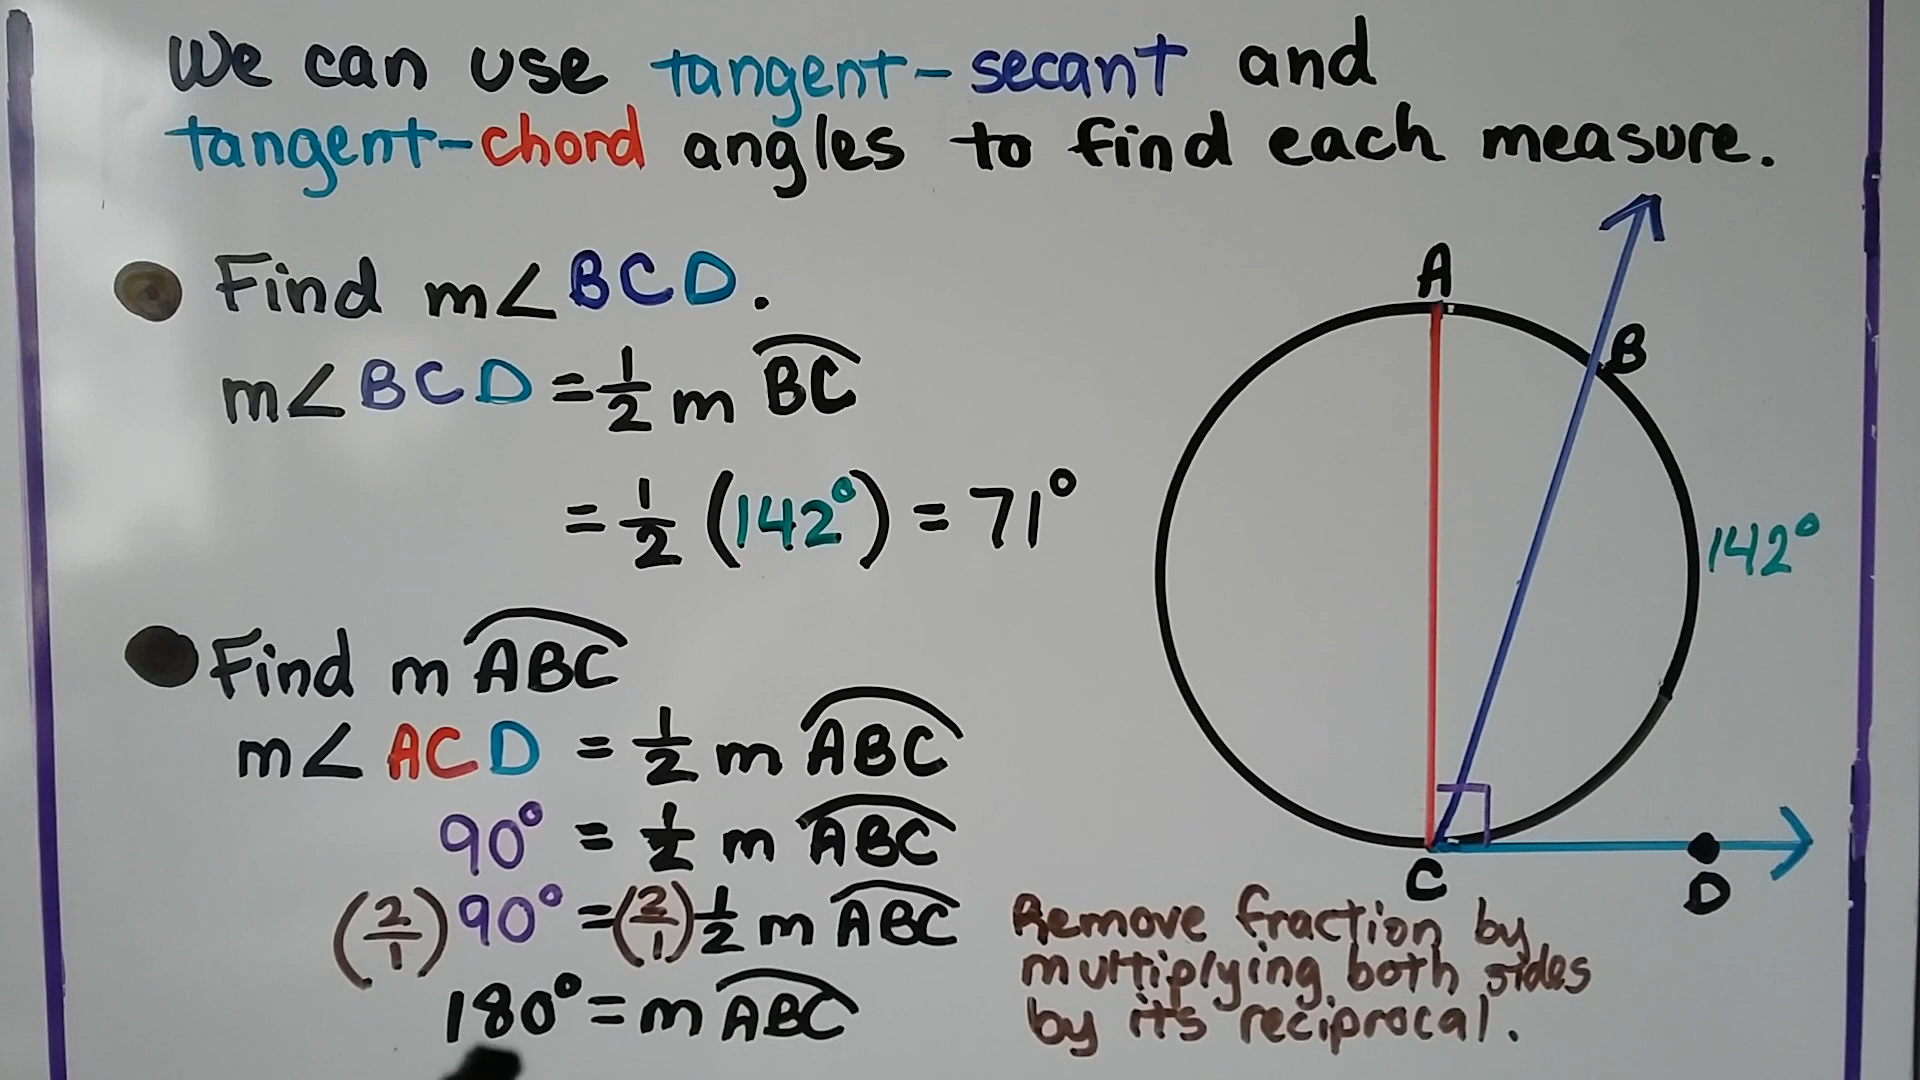 We can use tangent-secant and
tangent-chord angles to find each measure.
Find m∠BCD.
m∠BCD = 1/2 m BC
= 1/2 (142°) = 71°
Find m ABC
m∠ACD = 1/2 m ABC
90° = 1/2 m ABC
(2/1) 90° = (2/1) 1/2 m ABC
180° = m ABC
Remove fraction by
multiplying both sides
by its reciprocal.
A
B
142°
C
D